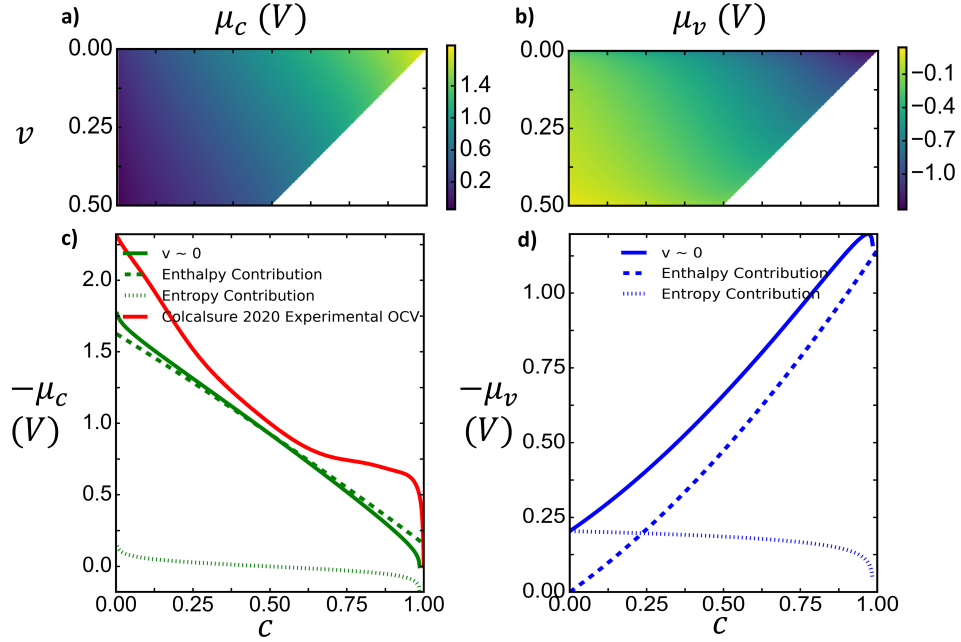 a) μc (V)
b) μv (V)
0.00
0.25
0.50
v
1.4
1.0
0.6
0.2
0.00
0.25
0.50
−0.1
−0.4
−0.7
−1.0
c)
v ~ 0
Enthalpy Contribution
Entropy Contribution
Colcalsure 2020 Experimental OCV
2.0
1.5
1.0
0.5
0.0
−μc
(V)
0.00 0.25 0.50 0.75 1.00
c
d)
v ~ 0
Enthalpy Contribution
Entropy Contribution
1.00
0.75
0.50
0.25
0.00
−μv
(V)
0.00 0.25 0.50 0.75 1.00
c